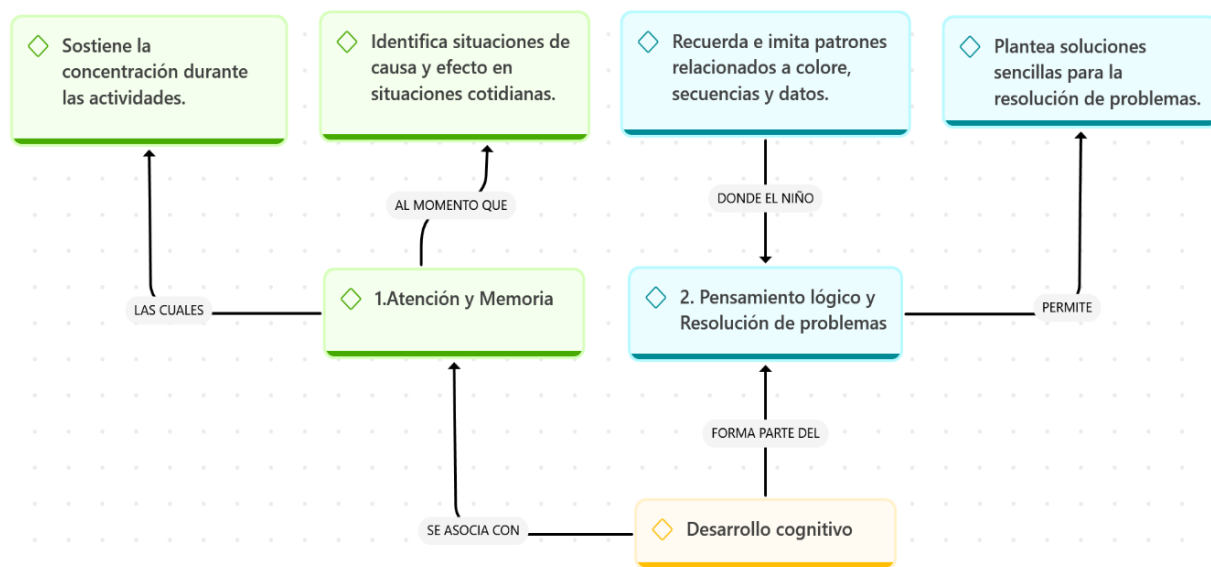 Sostiene la
concentración durante
las actividades.
Identifica situaciones de
causa y efecto en
situaciones cotidianas.
Recuerda e imita patrones
relacionados a colore,
secuencias y datos.
Plantea soluciones
sencillas para la
resolución de problemas.
AL MOMENTO QUE
DONDE EL NIÑO
LAS CUALES
1.Atención y Memoria
2. Pensamiento lógico y
Resolución de problemas
PERMITE
FORMA PARTE DEL
SE ASOCIA CON
Desarrollo cognitivo